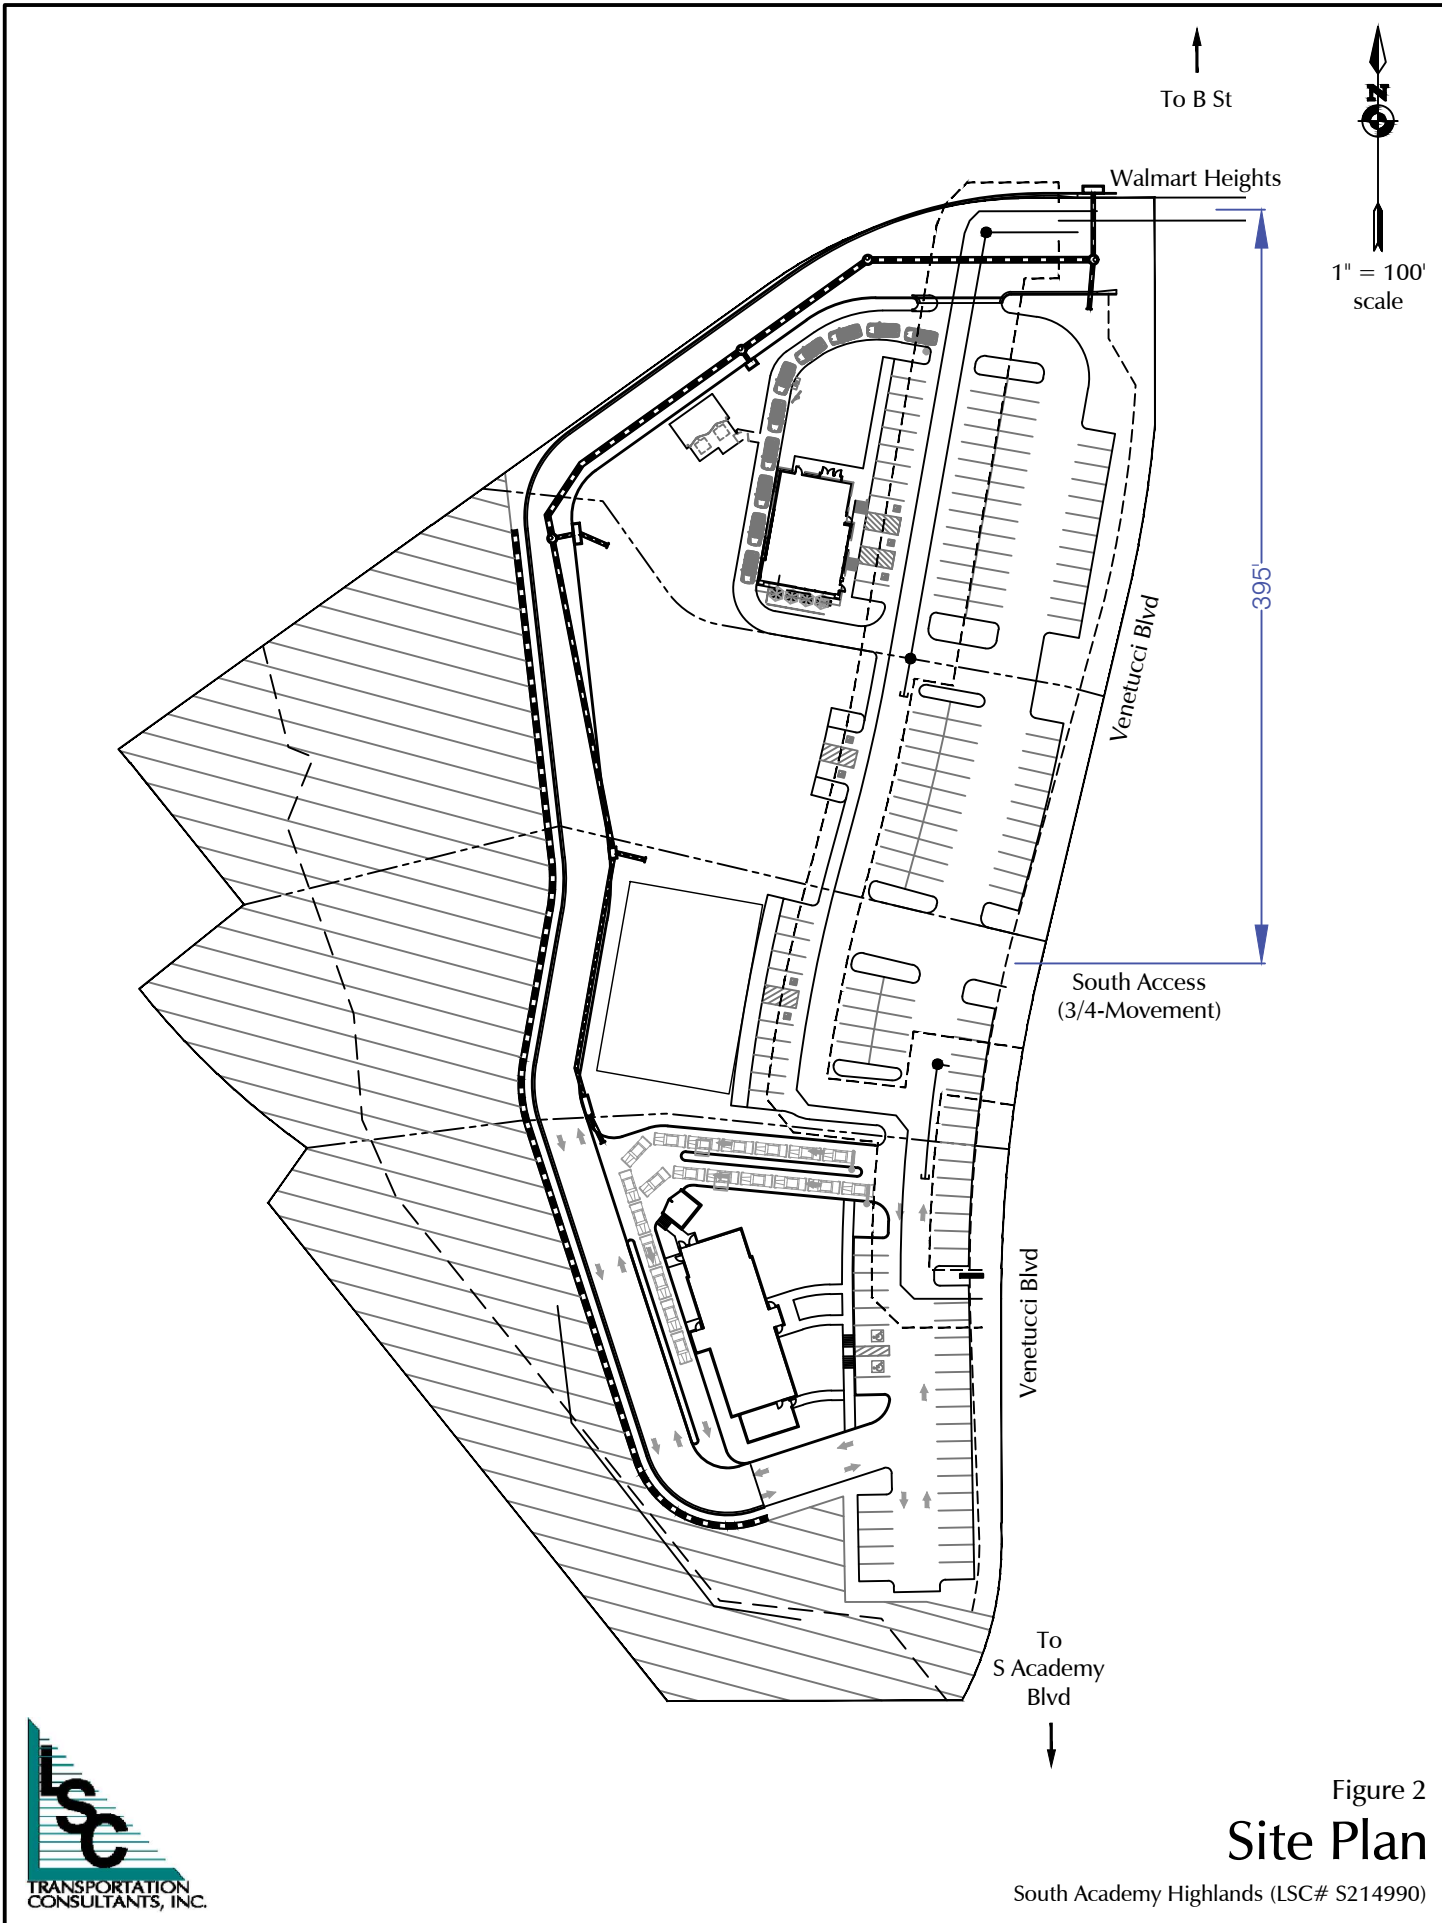 To B St
N
Walmart Heights
1" = 100'
scale
395'
Venetucci Blvd
South Access
(3/4-Movement)
Venetucci Blvd
To
S Academy
Blvd
LSC
TRANSPORTATION
CONSULTANTS, INC.
Figure 2
Site Plan
South Academy Highlands (LSC# S214990)